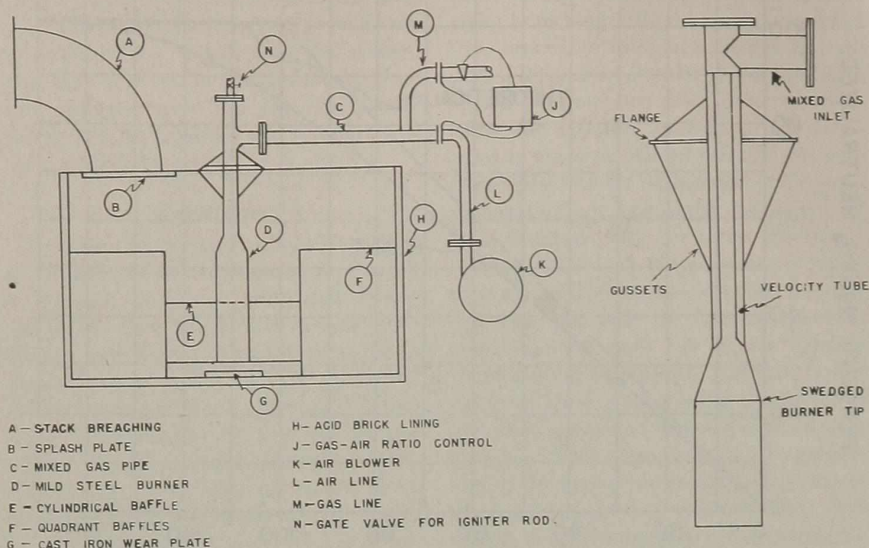 A
N
M
C
J
B
H
D
L
F
K
E
G
A – STACK BREACHING
B – SPLASH PLATE
C – MIXED GAS PIPE
D – MILD STEEL BURNER
E – CYLINDRICAL BAFFLE
F – QUADRANT BAFFLES
G – CAST IRON WEAR PLATE
H – ACID BRICK LINING
J – GAS-AIR RATIO CONTROL
K – AIR BLOWER
L – AIR LINE
M – GAS LINE
N – GATE VALVE FOR IGNITER ROD.
MIXED GAS
INLET
FLANGE
GUSSETS
VELOCITY TUBE
SWEDGED
BURNER TIP